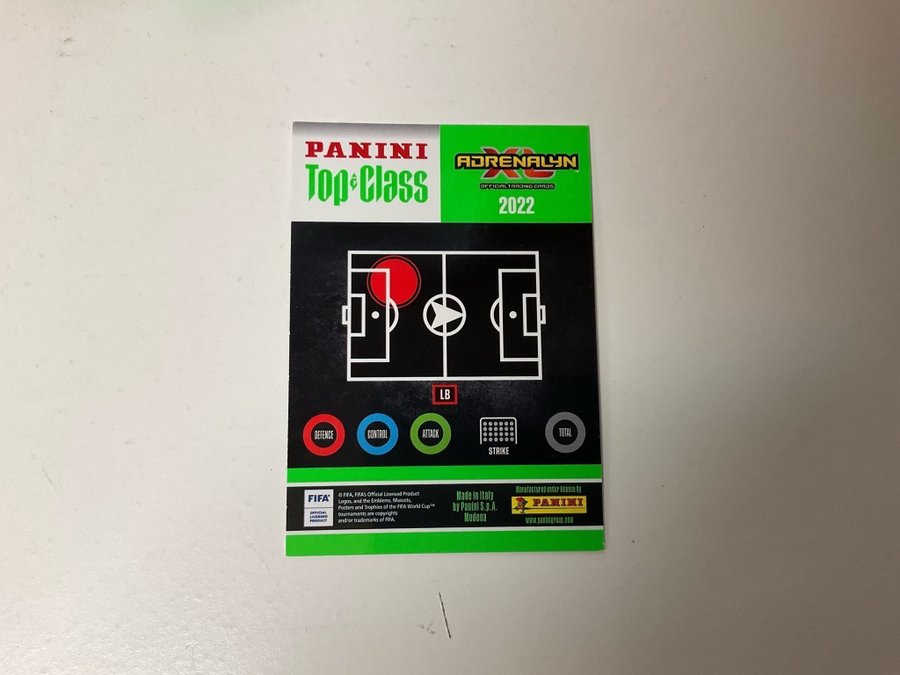 PANINI
Top Class
ADRENALYN
XL
OFFICIAL TRADING CARDS
2022
LB
DEFENCE
CONTROL
ATTACK
STRIKE
TOTAL
FIFA®
OFFICIAL
LICENSED
PRODUCT
© FIFA, FIFA's Official Licensed Product
Logos, and the Emblems, Mascots,
Posters and Trophies of the FIFA World Cup™
tournaments are copyrights
and/or trademarks of FIFA.
Made in Italy
by Panini S.p.A.
Modena
Manufactured under licence by
PANINI
www.paninigroup.com